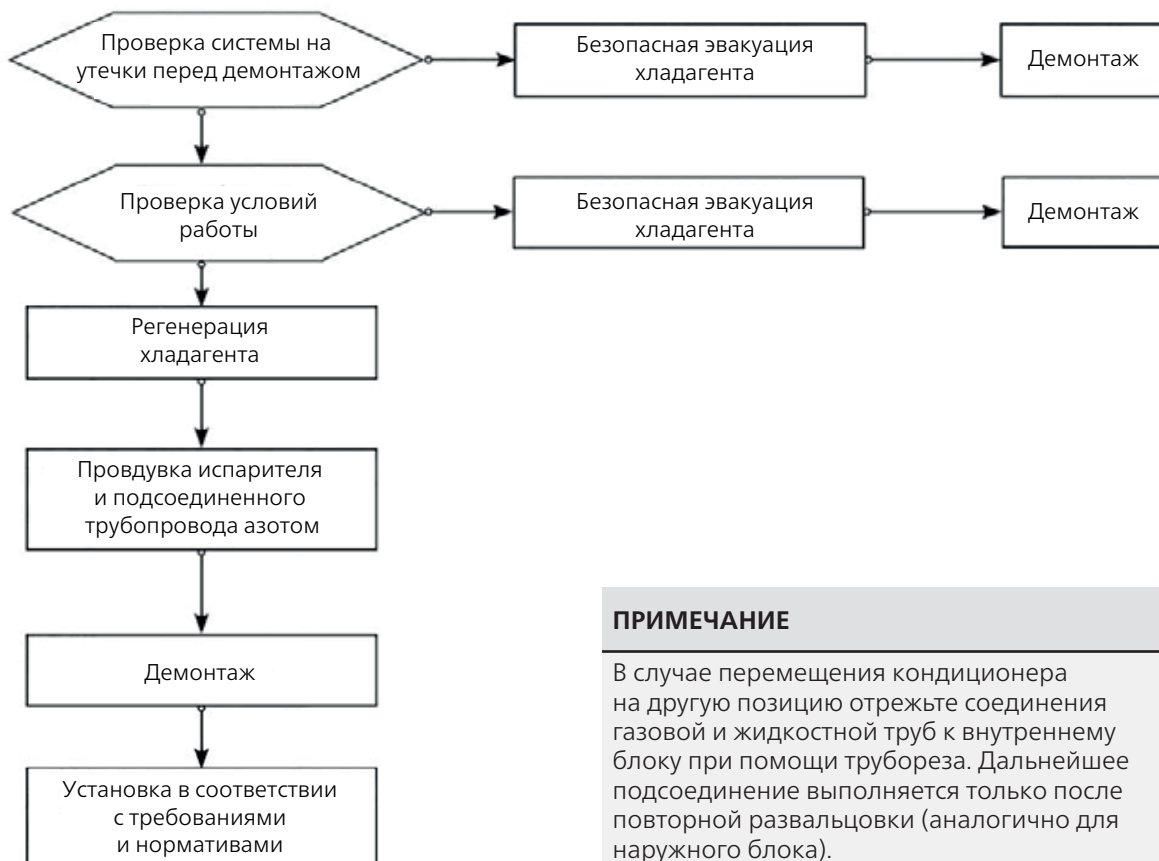 Проверка системы на
утечки перед демонтажом
Безопасная эвакуация
хладагента
Демонтаж
Проверка условий
работы
Безопасная эвакуация
хладагента
Демонтаж
Регенерация
хладагента
Провдувка испарителя
и подсоединенного
трубопровода азотом
Демонтаж
Установка в соответствии
с требованиями
и нормативами
ПРИМЕЧАНИЕ
В случае перемещения кондиционера
на другую позицию отрежьте соединения
газовой и жидкостной труб к внутреннему
блоку при помощи трубореза. Дальнейшее
подсоединение выполняется только после
повторной развальцовки (аналогично для
наружного блока).